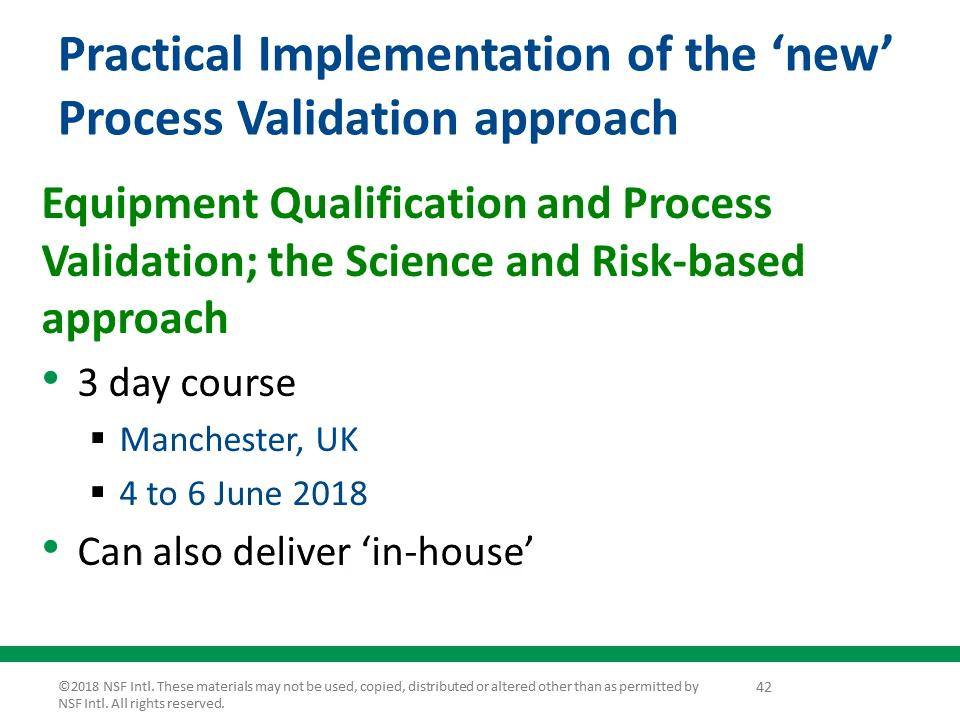 Practical Implementation of the ‘new’
Process Validation approach
Equipment Qualification and Process
Validation; the Science and Risk-based
approach
• 3 day course
▪ Manchester, UK
▪ 4 to 6 June 2018
• Can also deliver ‘in-house’
©2018 NSF Intl. These materials may not be used, copied, distributed or altered other than as permitted by
NSF Intl. All rights reserved.
42